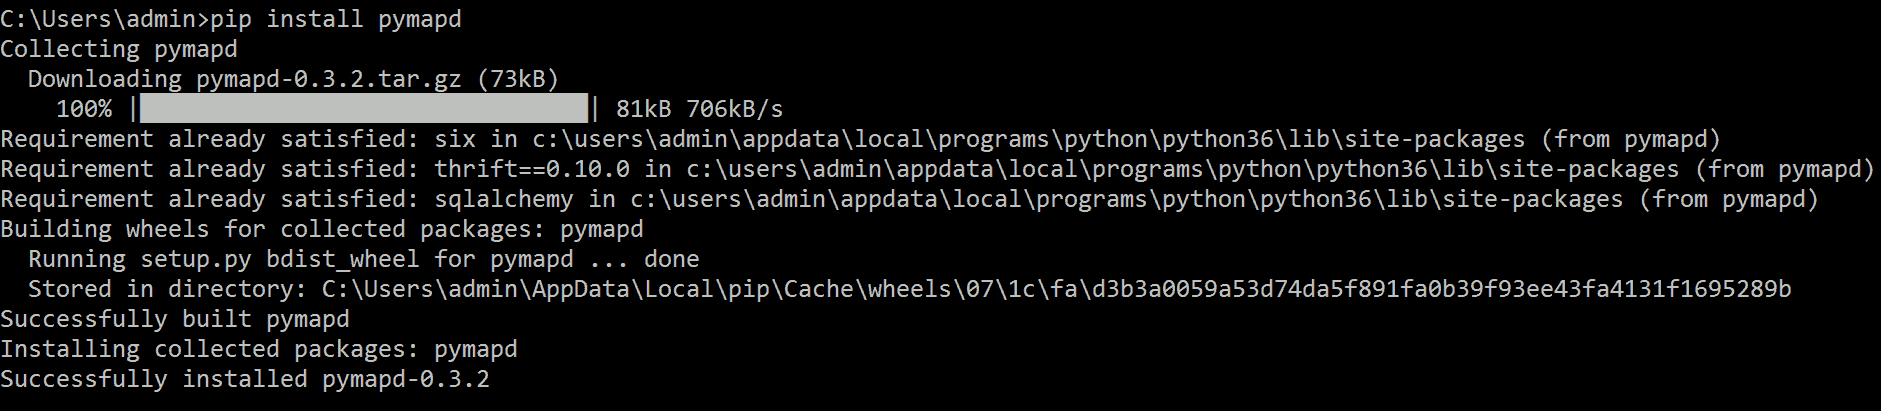 C:\Users\admin>pip install pymapd
Collecting pymapd
  Downloading pymapd-0.3.2.tar.gz (73kB)
    100% |████████████████████████████████| 81kB 706kB/s
Requirement already satisfied: six in c:\users\admin\appdata\local\programs\python\python36\lib\site-packages (from pymapd)
Requirement already satisfied: thrift==0.10.0 in c:\users\admin\appdata\local\programs\python\python36\lib\site-packages (from pymapd)
Requirement already satisfied: sqlalchemy in c:\users\admin\appdata\local\programs\python\python36\lib\site-packages (from pymapd)
Building wheels for collected packages: pymapd
  Running setup.py bdist_wheel for pymapd ... done
  Stored in directory: C:\Users\admin\AppData\Local\pip\Cache\wheels\07\1c\fa\d3b3a0059a53d74da5f891fa0b39f93ee43fa4131f1695289b
Successfully built pymapd
Installing collected packages: pymapd
Successfully installed pymapd-0.3.2